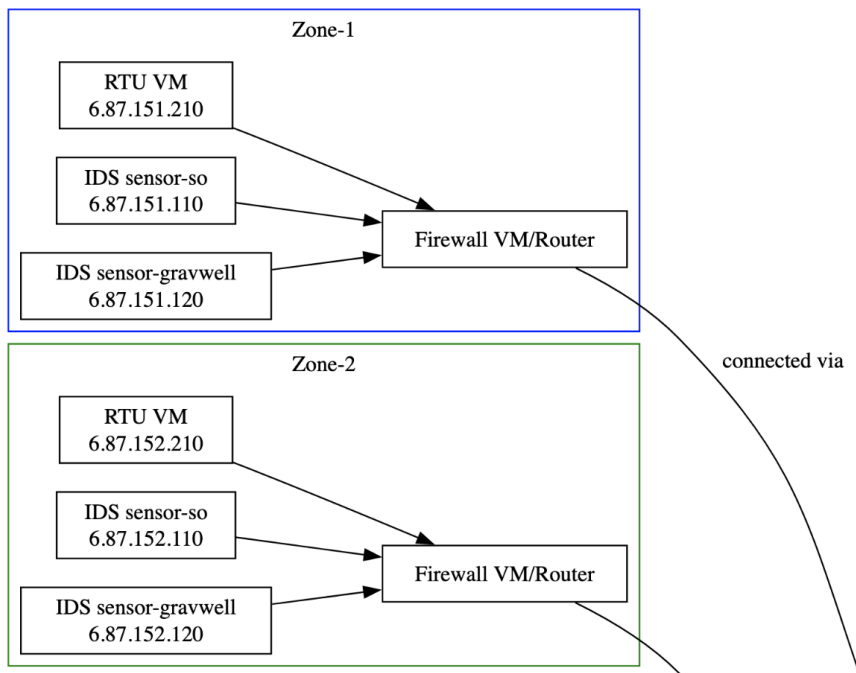 Zone-1
RTU VM
6.87.151.210
IDS sensor-so
6.87.151.110
IDS sensor-gravwell
6.87.151.120
Firewall VM/Router
connected via
Zone-2
RTU VM
6.87.152.210
IDS sensor-so
6.87.152.110
IDS sensor-gravwell
6.87.152.120
Firewall VM/Router